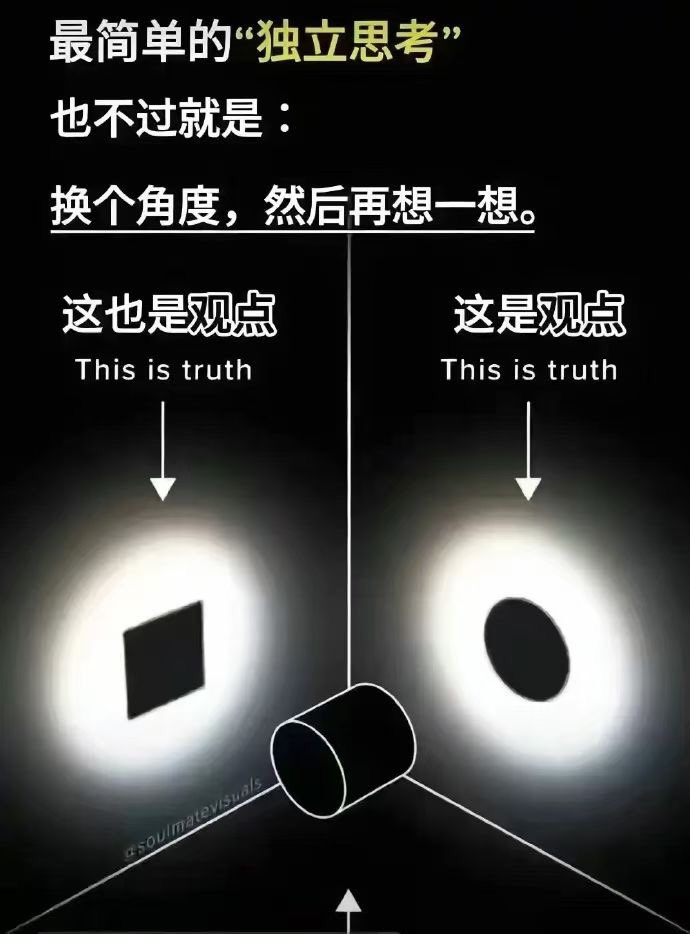 最简单的“独立思考”
也不过就是：
换个角度，然后再想一想。
这也是观点
This is truth
这是观点
This is truth
@soulmatevisuals